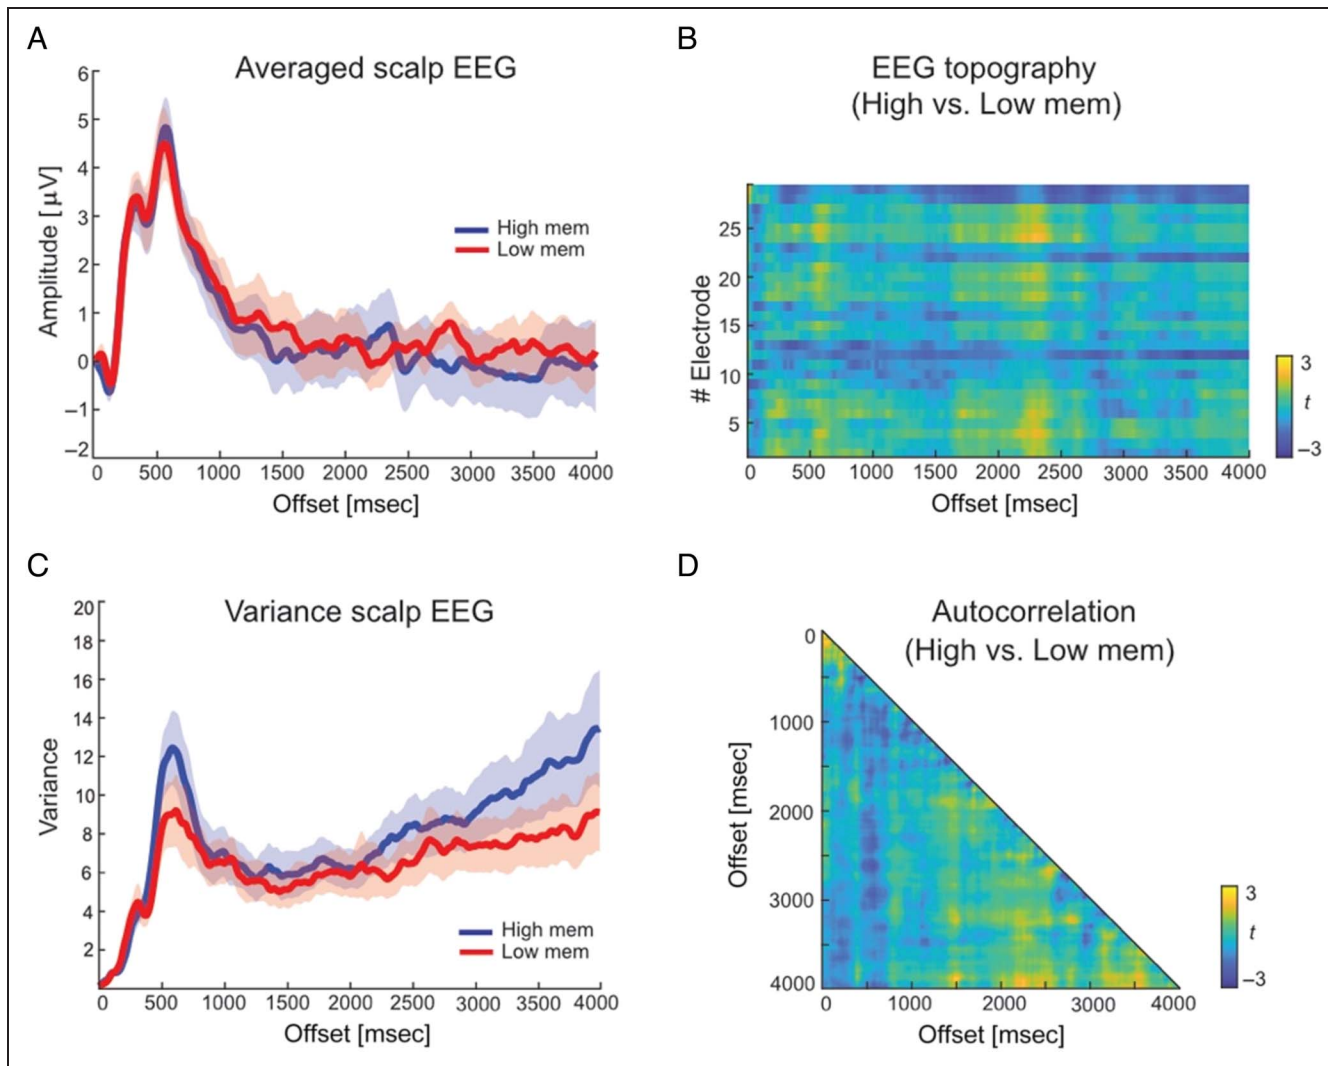 A
Averaged scalp EEG
6
5
4
3
2
1
0
–1
–2
Amplitude [µV]
High mem
Low mem
0 500 1000 1500 2000 2500 3000 3500 4000
Offset [msec]
B
EEG topography
(High vs. Low mem)
25
20
15
10
5
# Electrode
0 500 1000 1500 2000 2500 3000 3500 4000
Offset [msec]
3
t
–3
C
Variance scalp EEG
20
18
16
14
12
10
8
6
4
2
Variance
High mem
Low mem
0 500 1000 1500 2000 2500 3000 3500 4000
Offset [msec]
D
Autocorrelation
(High vs. Low mem)
0
1000
2000
3000
4000
Offset [msec]
0 1000 2000 3000 4000
Offset [msec]
3
t
–3